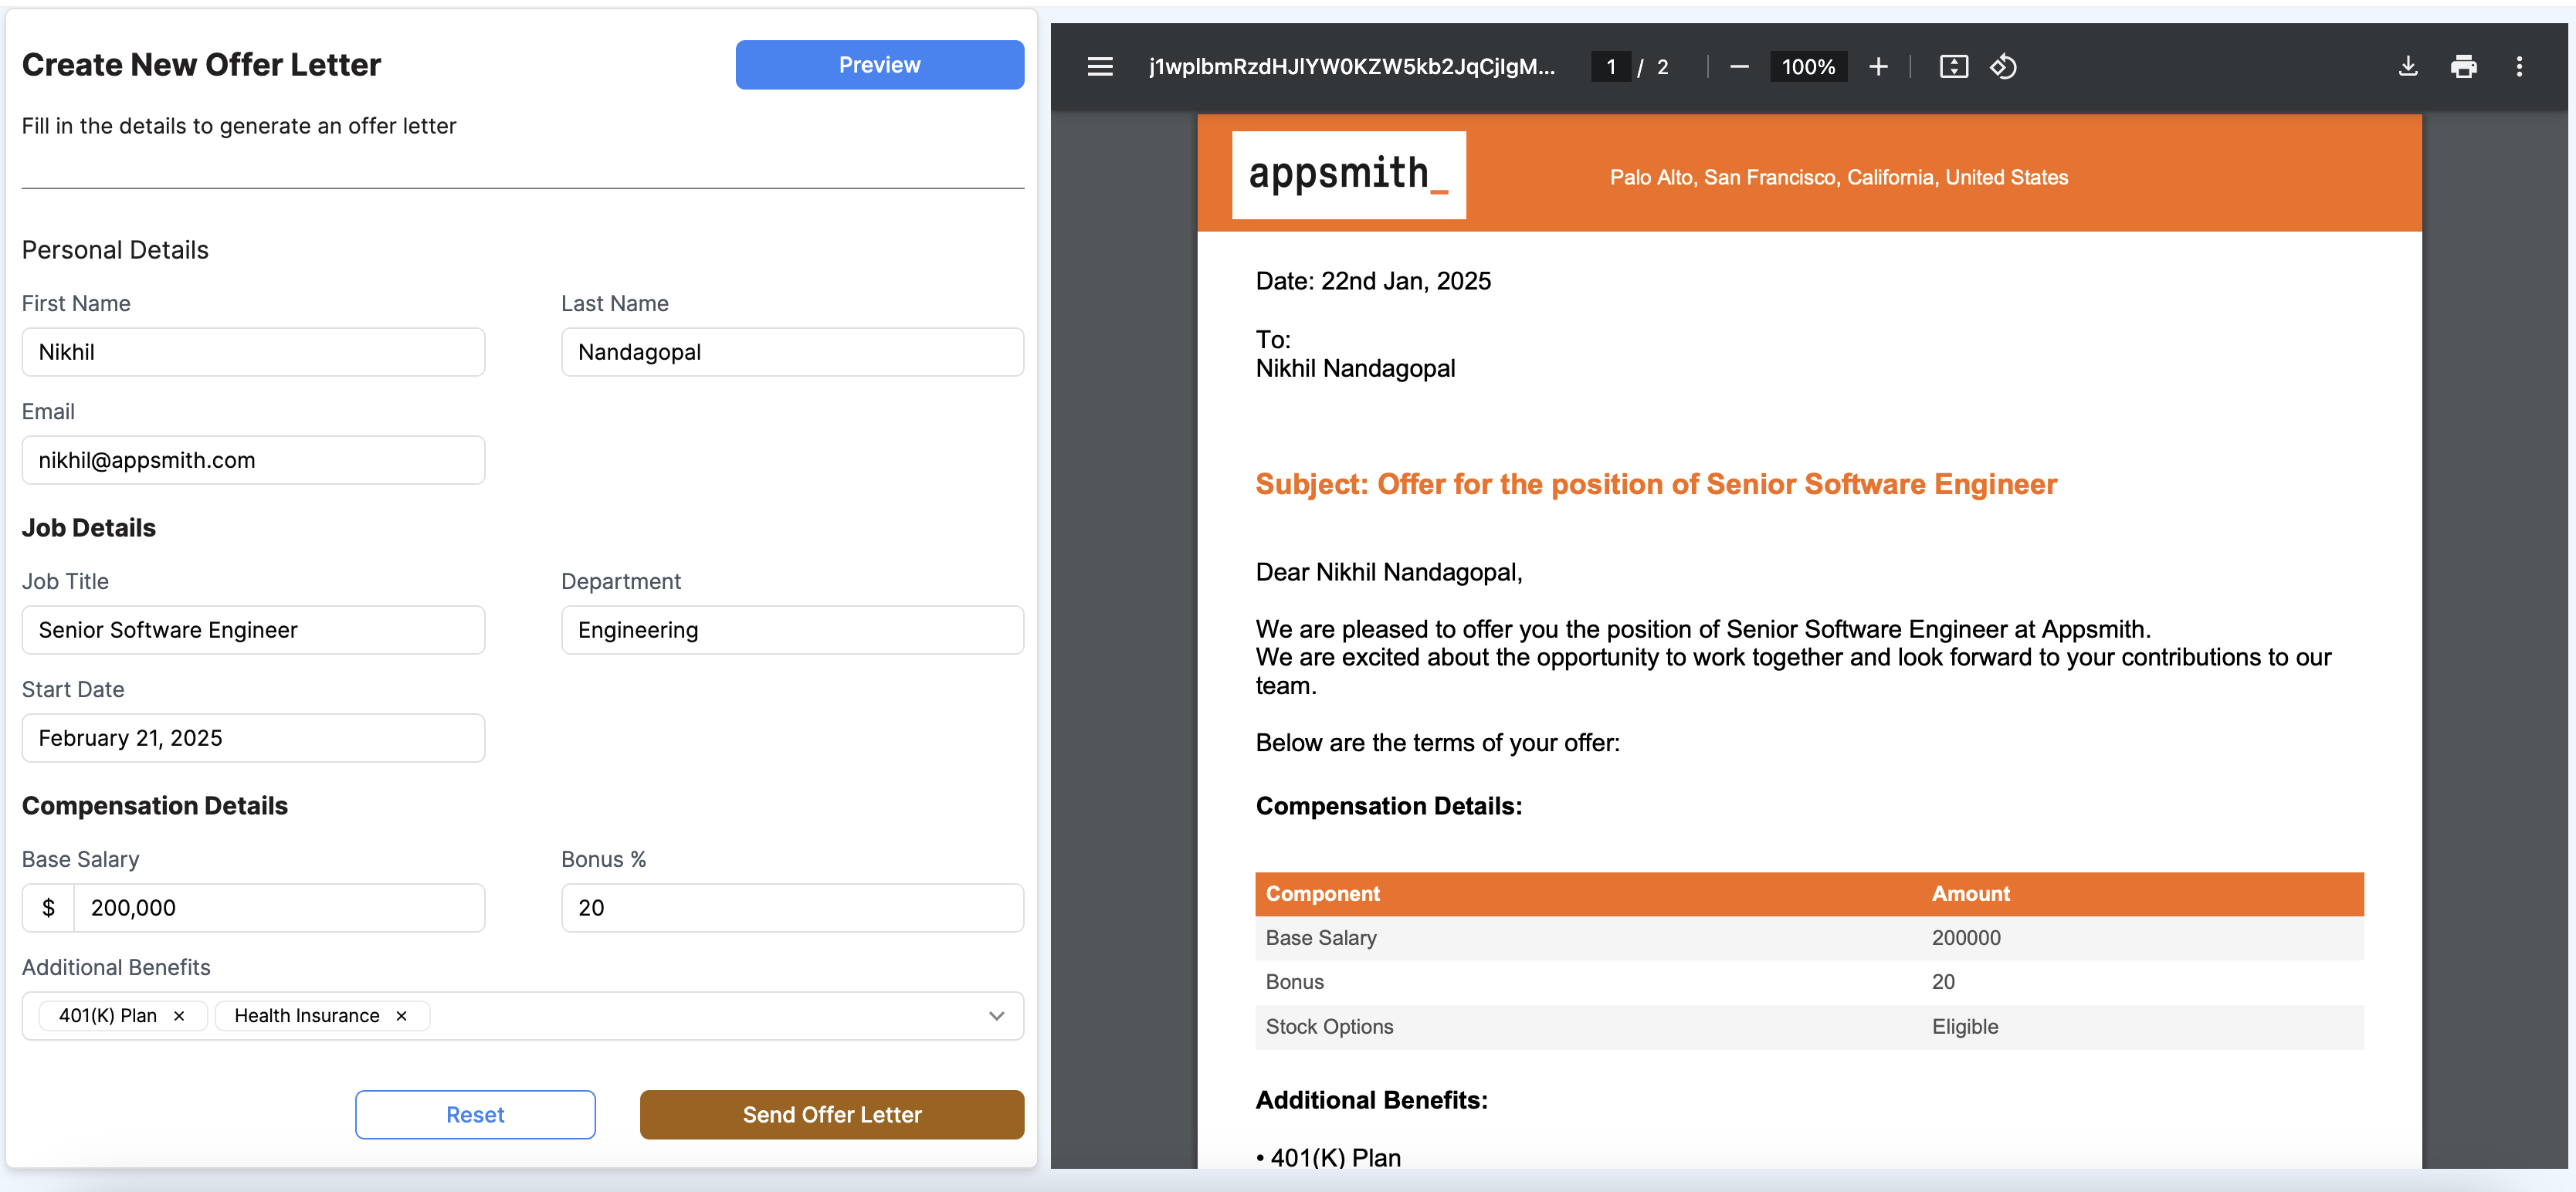 Create New Offer Letter
Preview
Fill in the details to generate an offer letter
Personal Details
First Name
Last Name
Nikhil
Nandagopal
Email
nikhil@appsmith.com
Job Details
Job Title
Department
Senior Software Engineer
Engineering
Start Date
February 21, 2025
Compensation Details
Base Salary
Bonus %
$ 200,000
20
Additional Benefits
401(K) Plan × Health Insurance ×
Reset
Send Offer Letter
1 / 2
100%
appsmith_
Palo Alto, San Francisco, California, United States
Date: 22nd Jan, 2025
To:
Nikhil Nandagopal
Subject: Offer for the position of Senior Software Engineer
Dear Nikhil Nandagopal,
We are pleased to offer you the position of Senior Software Engineer at Appsmith.
We are excited about the opportunity to work together and look forward to your contributions to our
team.
Below are the terms of your offer:
Compensation Details:
Component Amount
Base Salary 200000
Bonus 20
Stock Options Eligible
Additional Benefits:
• 401(K) Plan